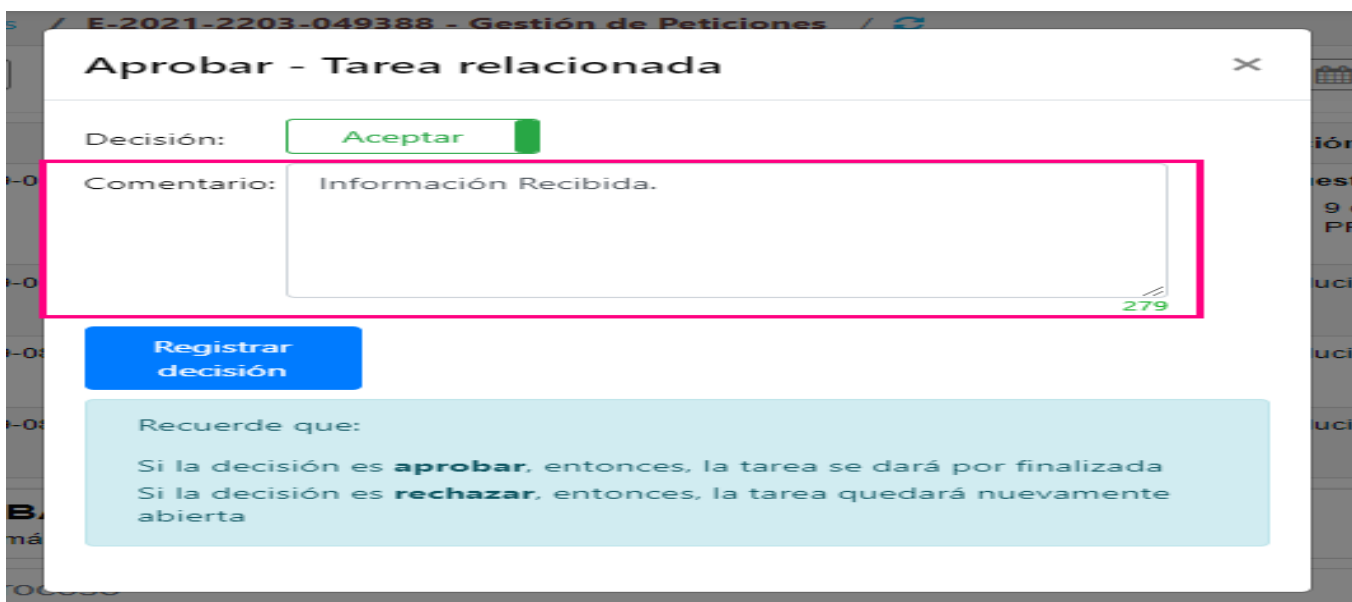 s / E-2021-2203-049388 - Gestión de Peticiones /
Aprobar - Tarea relacionada ×
Decisión: Aceptar
Comentario: Información Recibida.
279
Registrar
decisión
Recuerde que:
Si la decisión es aprobar, entonces, la tarea se dará por finalizada
Si la decisión es rechazar, entonces, la tarea quedará nuevamente
abierta